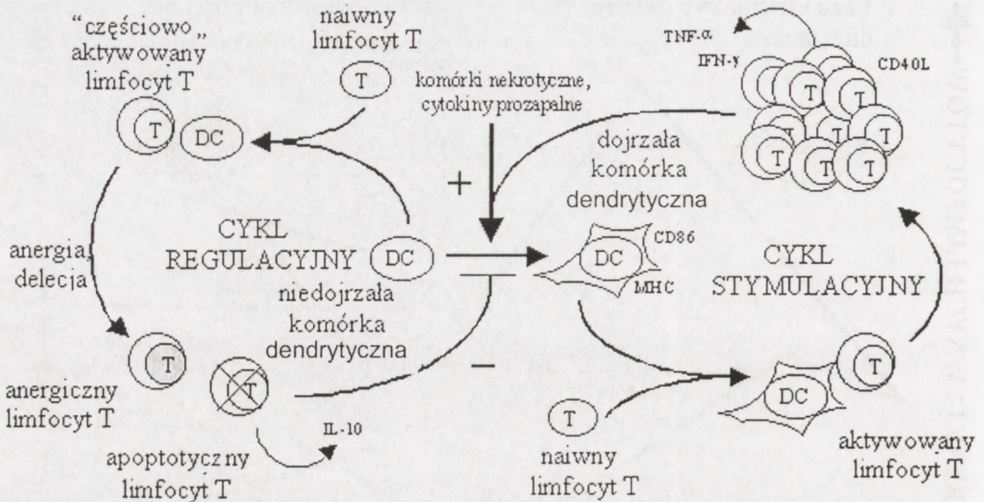 “częściowo”
aktywowany
limfocyt T
naiwny
limfocyt T
T
komórki nekrotyczne,
cytokiny prozapalne
TNF-α
IFN-γ
CD40L
T
T
T
T
T
T
T
T
T
DC
dojrzała
komórka
dendrytyczna
+
CYKL
REGULACYJNY
DC
niedojrzała
komórka
dendrytyczna
DC
CD86
MHC
CYKL
STYMULACYJNY
anergia,
delecja
T
anergiczny
limfocyt T
T
apoptotyczny
limfocyt T
IL-10
–
T
naiwny
limfocyt T
DC
T
aktywowany
limfocyt T